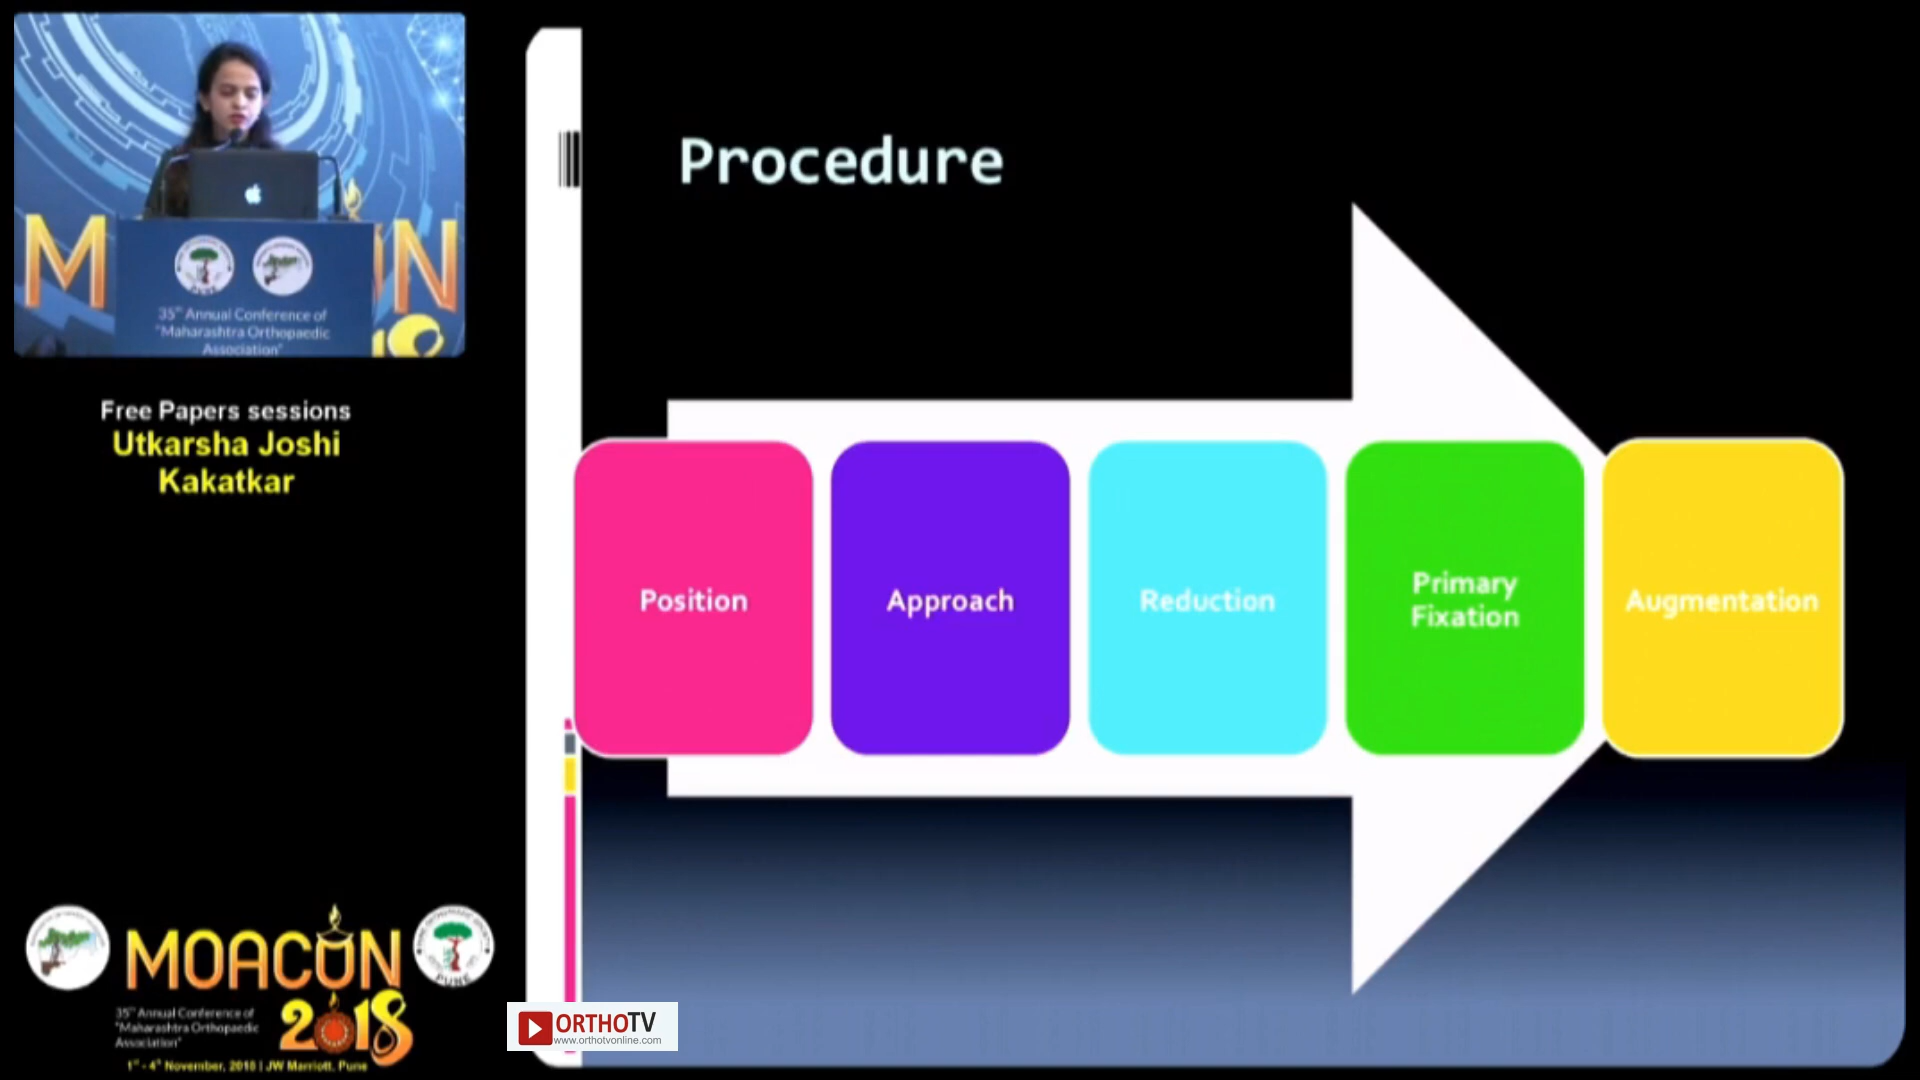 M
ON
35th Annual Conference of
"Maharashtra Orthopaedic
Association"
Free Papers sessions
Utkarsha Joshi
Kakatkar
MOACON
2018
35th Annual Conference of
"Maharashtra Orthopaedic
Association"
1st - 4th November, 2018 | JW Marriott, Pune
PUNE
ORTHOTV
www.orthotvonline.com
Procedure
Position
Approach
Reduction
Primary
Fixation
Augmentation